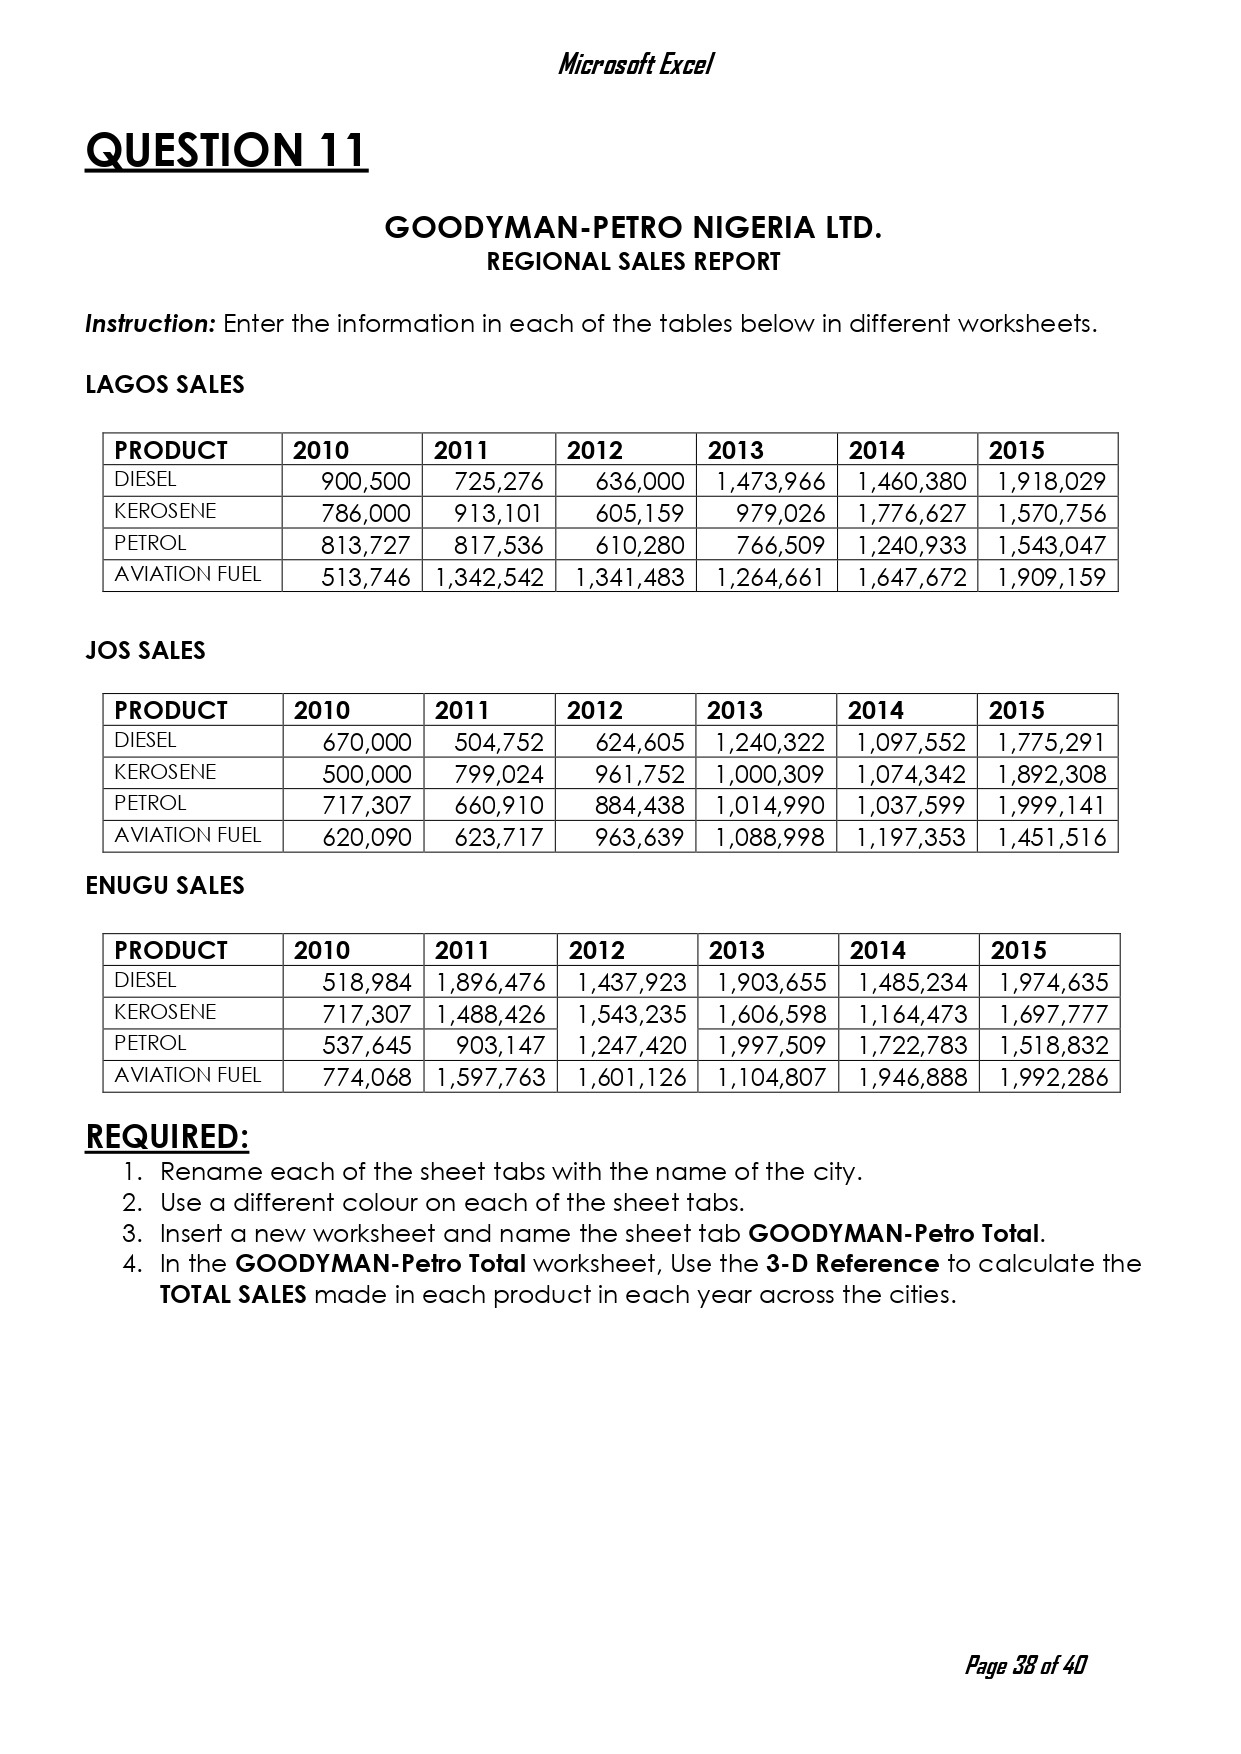 Microsoft Excel
QUESTION 11
GOODYMAN-PETRO NIGERIA LTD.
REGIONAL SALES REPORT
Instruction: Enter the information in each of the tables below in different worksheets.
LAGOS SALES
PRODUCT 2010 2011 2012 2013 2014 2015
DIESEL 900,500 725,276 636,000 1,473,966 1,460,380 1,918,029
KEROSENE 786,000 913,101 605,159 979,026 1,776,627 1,570,756
PETROL 813,727 817,536 610,280 766,509 1,240,933 1,543,047
AVIATION FUEL 513,746 1,342,542 1,341,483 1,264,661 1,647,672 1,909,159
JOS SALES
PRODUCT 2010 2011 2012 2013 2014 2015
DIESEL 670,000 504,752 624,605 1,240,322 1,097,552 1,775,291
KEROSENE 500,000 799,024 961,752 1,000,309 1,074,342 1,892,308
PETROL 717,307 660,910 884,438 1,014,990 1,037,599 1,999,141
AVIATION FUEL 620,090 623,717 963,639 1,088,998 1,197,353 1,451,516
ENUGU SALES
PRODUCT 2010 2011 2012 2013 2014 2015
DIESEL 518,984 1,896,476 1,437,923 1,903,655 1,485,234 1,974,635
KEROSENE 717,307 1,488,426 1,543,235 1,606,598 1,164,473 1,697,777
PETROL 537,645 903,147 1,247,420 1,997,509 1,722,783 1,518,832
AVIATION FUEL 774,068 1,597,763 1,601,126 1,104,807 1,946,888 1,992,286
REQUIRED:
1. Rename each of the sheet tabs with the name of the city.
2. Use a different colour on each of the sheet tabs.
3. Insert a new worksheet and name the sheet tab GOODYMAN-Petro Total.
4. In the GOODYMAN-Petro Total worksheet, Use the 3-D Reference to calculate the
TOTAL SALES made in each product in each year across the cities.
Page 38 of 40